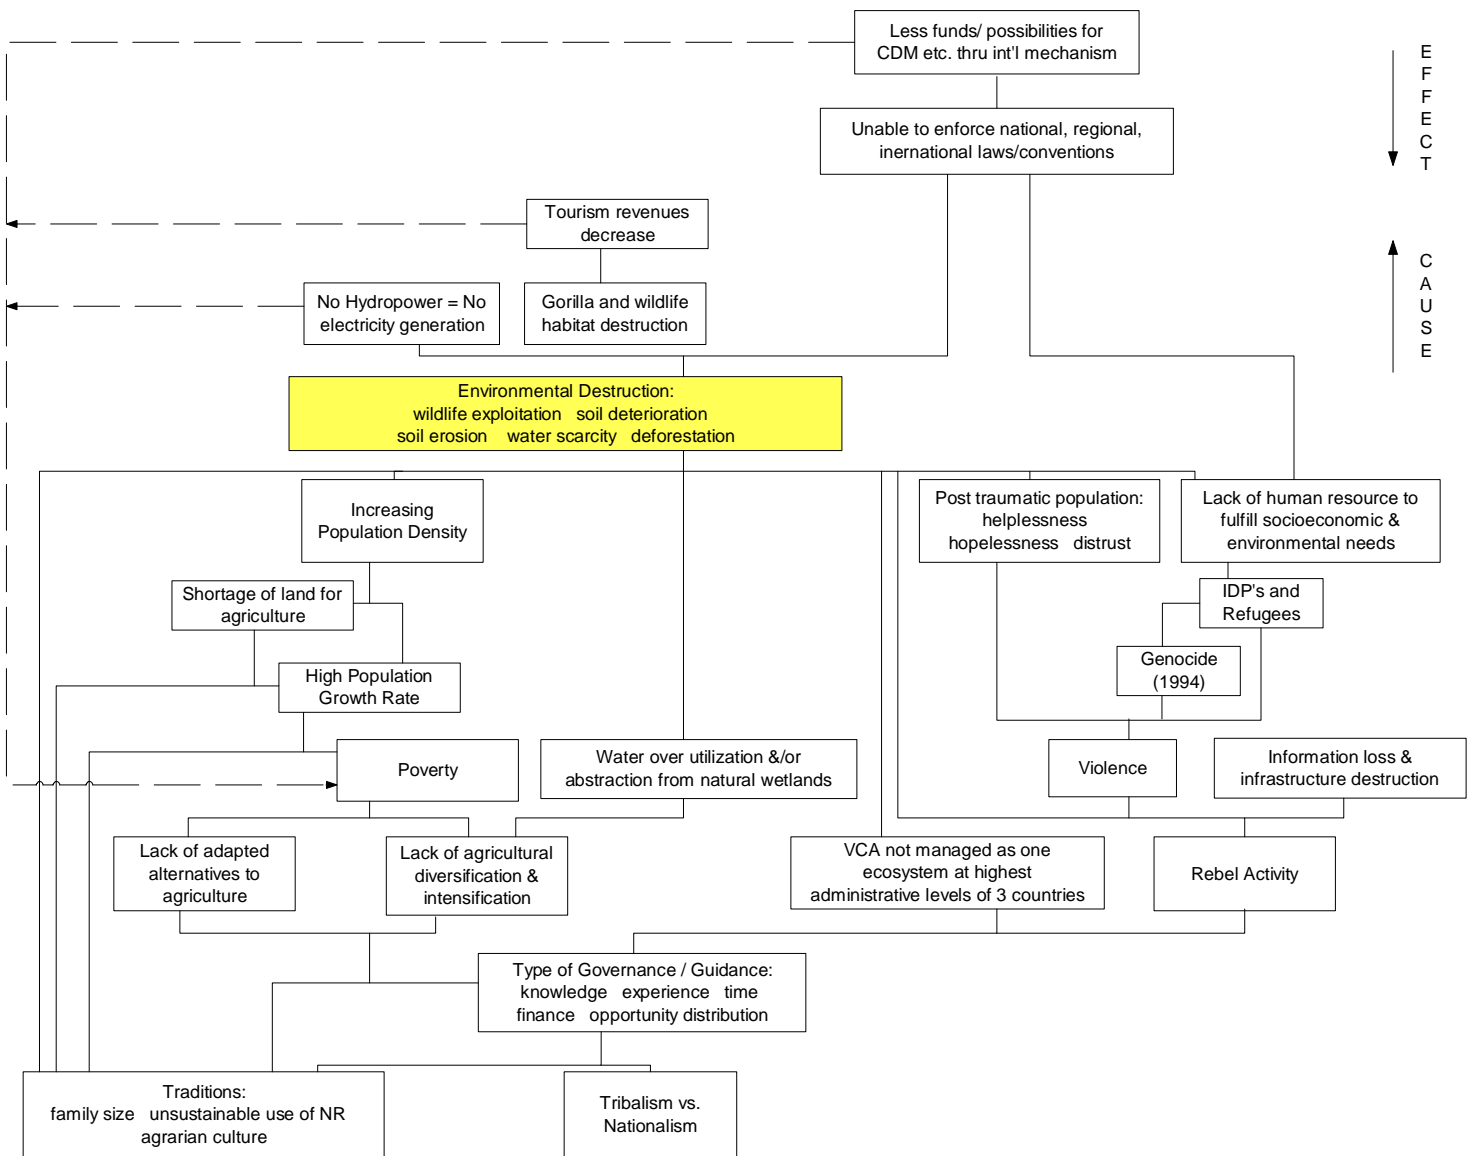 Less funds/ possibilities for
CDM etc. thru int'l mechanism
Unable to enforce national, regional,
inernational laws/conventions
EFFECT
Tourism revenues
decrease
CAUSE
No Hydropower = No
electricity generation
Gorilla and wildlife
habitat destruction
Environmental Destruction:
wildlife exploitation soil deterioration
soil erosion water scarcity deforestation
Increasing
Population Density
Post traumatic population:
helplessness
hopelessness distrust
Lack of human resource to
fulfill socioeconomic &
environmental needs
Shortage of land for
agriculture
IDP's and
Refugees
High Population
Growth Rate
Genocide
(1994)
Poverty
Water over utilization &/or
abstraction from natural wetlands
Violence
Information loss &
infrastructure destruction
Lack of adapted
alternatives to
agriculture
Lack of agricultural
diversification &
intensification
VCA not managed as one
ecosystem at highest
administrative levels of 3 countries
Rebel Activity
Type of Governance / Guidance:
knowledge experience time
finance opportunity distribution
Traditions:
family size unsustainable use of NR
agrarian culture
Tribalism vs.
Nationalism